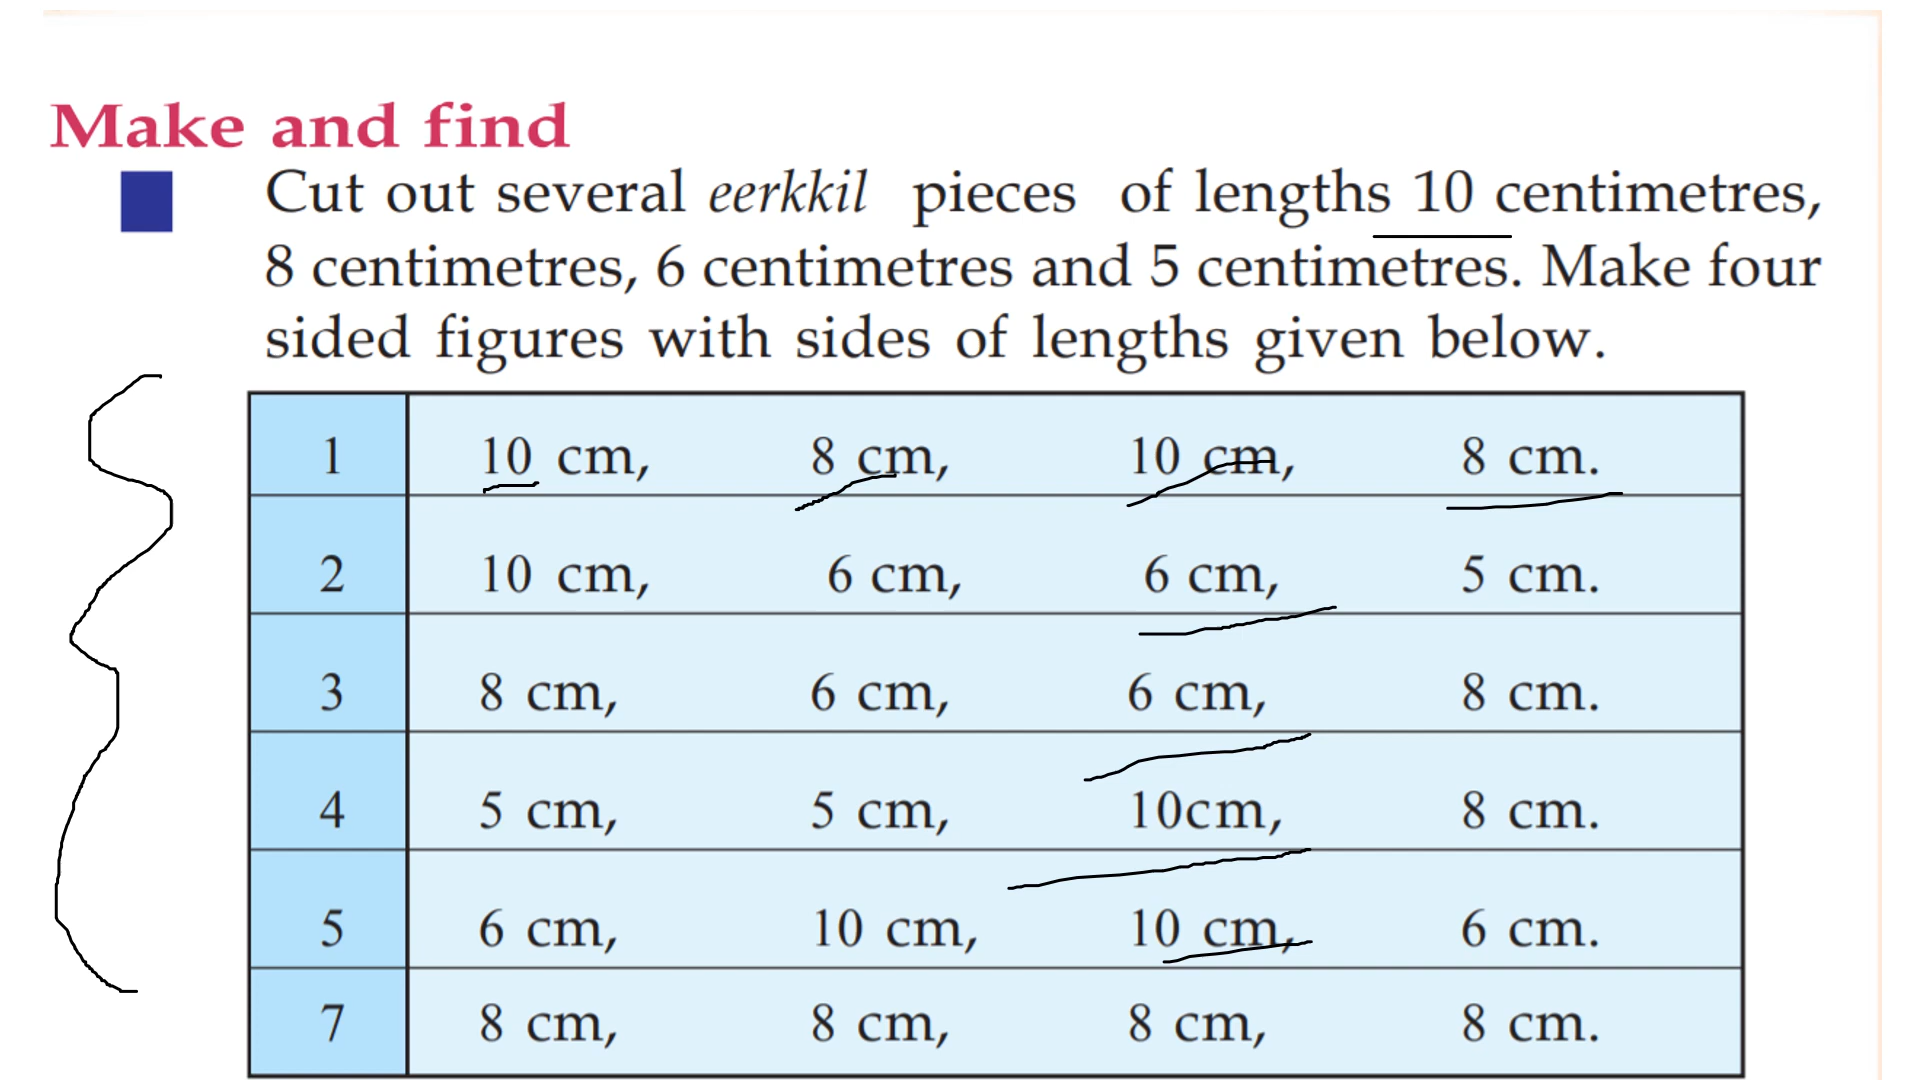 Make and find
Cut out several eerkkil pieces of lengths 10 centimetres,
8 centimetres, 6 centimetres and 5 centimetres. Make four
sided figures with sides of lengths given below.
1 10 cm, 8 cm, 10 cm, 8 cm.
2 10 cm, 6 cm, 6 cm, 5 cm.
3 8 cm, 6 cm, 6 cm, 8 cm.
4 5 cm, 5 cm, 10cm, 8 cm.
5 6 cm, 10 cm, 10 cm, 6 cm.
7 8 cm, 8 cm, 8 cm, 8 cm.